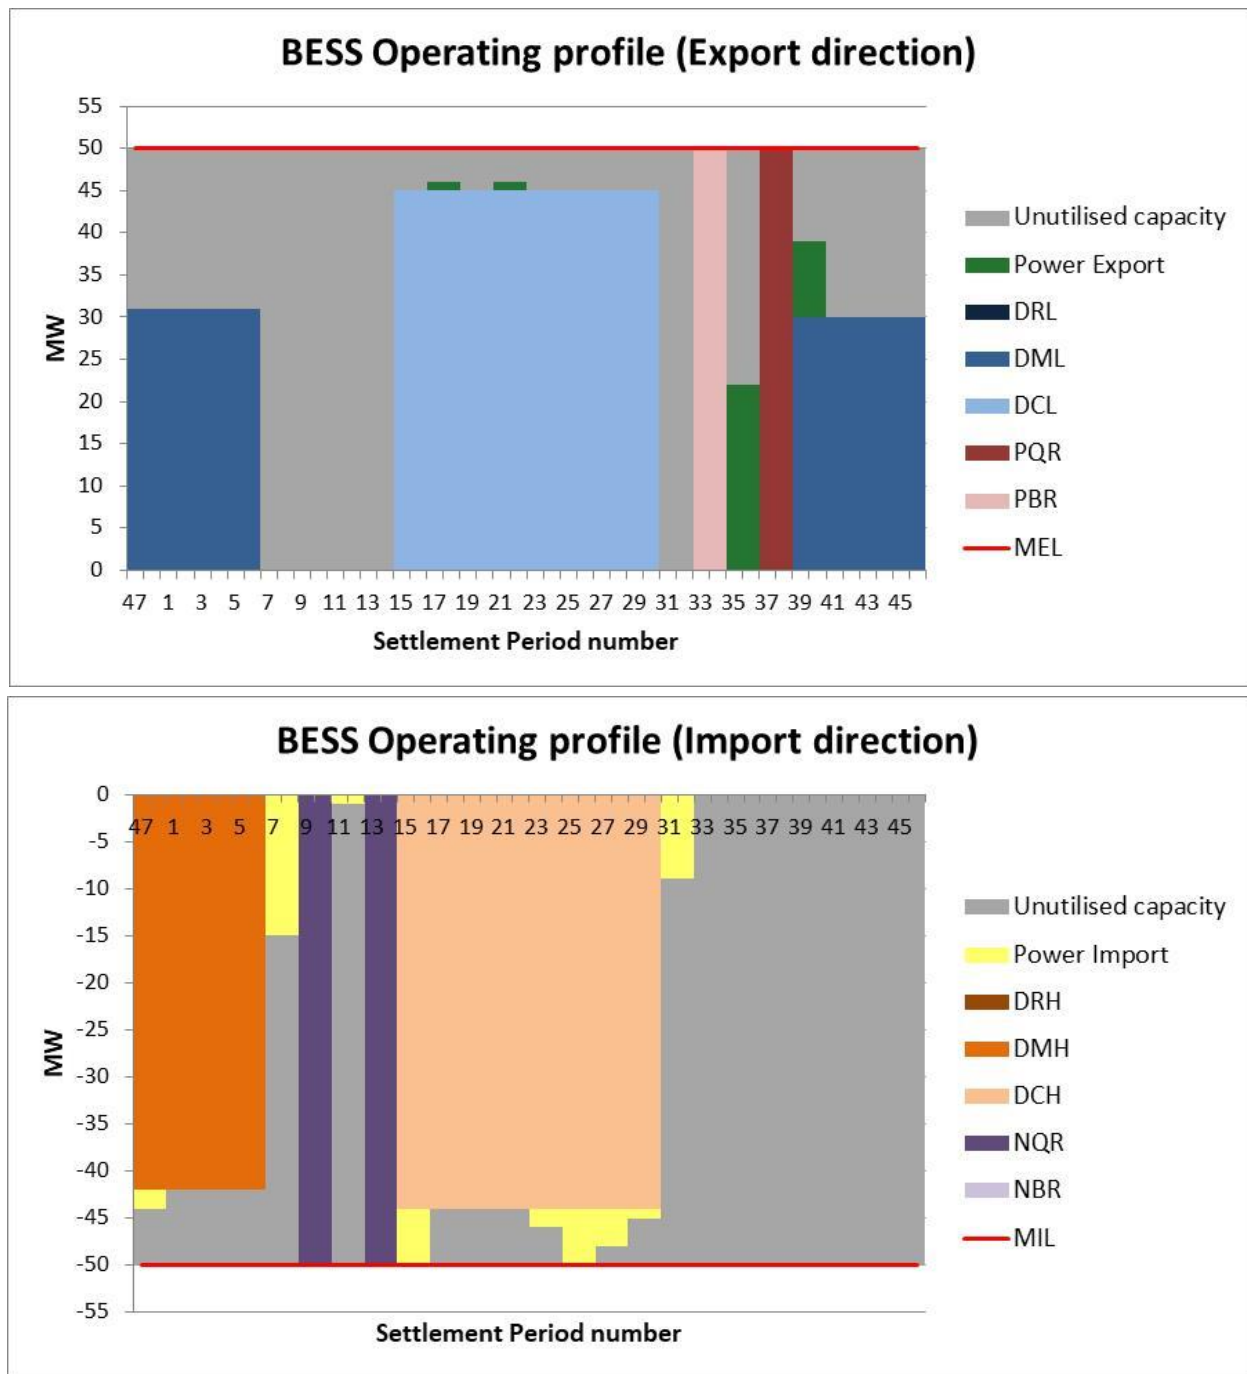 BESS Operating profile (Export direction)
55
50
45
40
35
30
25
20
15
10
5
0
MW
47 1 3 5 7 9 11 13 15 17 19 21 23 25 27 29 31 33 35 37 39 41 43 45
Settlement Period number
Unutilised capacity
Power Export
DRL
DML
DCL
PQR
PBR
MEL
BESS Operating profile (Import direction)
0
-5
-10
-15
-20
-25
-30
-35
-40
-45
-50
-55
MW
47 1 3 5 7 9 11 13 15 17 19 21 23 25 27 29 31 33 35 37 39 41 43 45
Settlement Period number
Unutilised capacity
Power Import
DRH
DMH
DCH
NQR
NBR
MIL